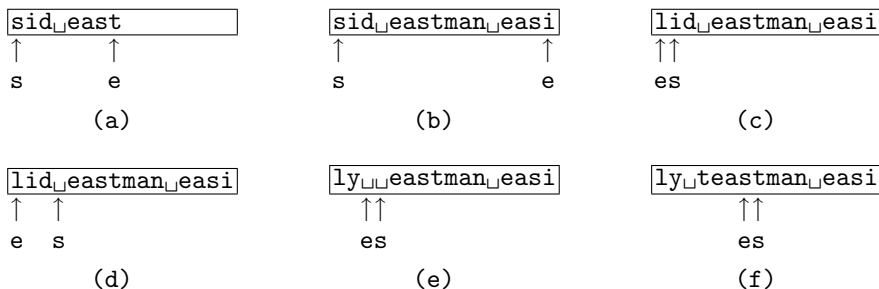 sid␣east
sid␣eastman␣easi
lid␣eastman␣easi
↑ ↑
↑ ↑
↑↑
s e
s e
es
(a)
(b)
(c)
lid␣eastman␣easi
ly␣␣eastman␣easi
ly␣teastman␣easi
↑ ↑
↑↑
↑↑
e s
es
es
(d)
(e)
(f)